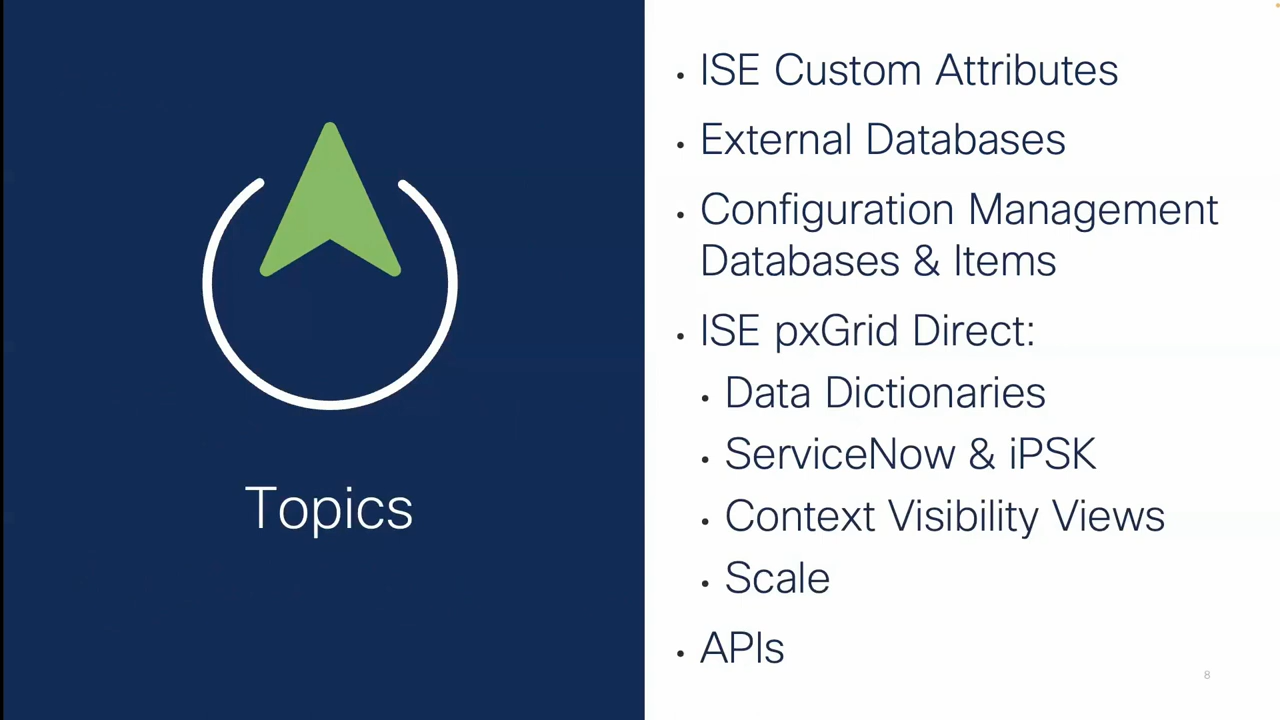 Topics
• ISE Custom Attributes
• External Databases
• Configuration Management
Databases & Items
• ISE pxGrid Direct:
• Data Dictionaries
• ServiceNow & iPSK
• Context Visibility Views
• Scale
• APIs
8